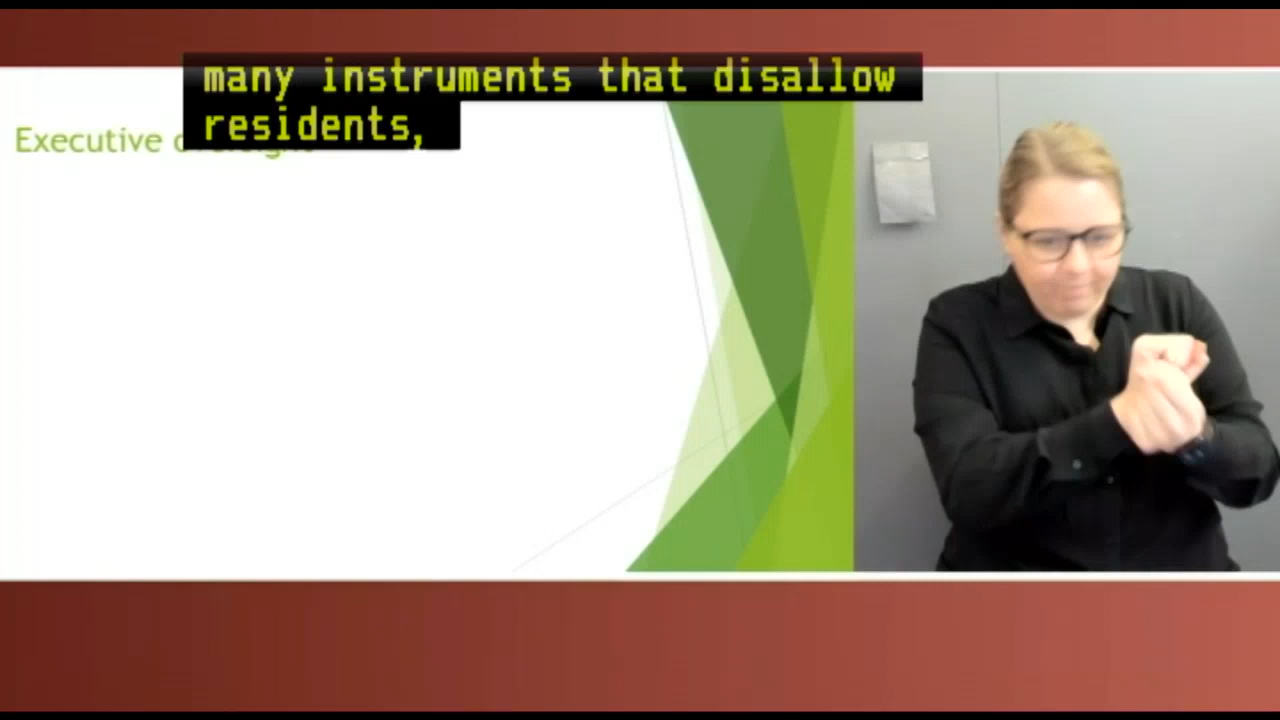 many instruments that disallow
residents,
Executive